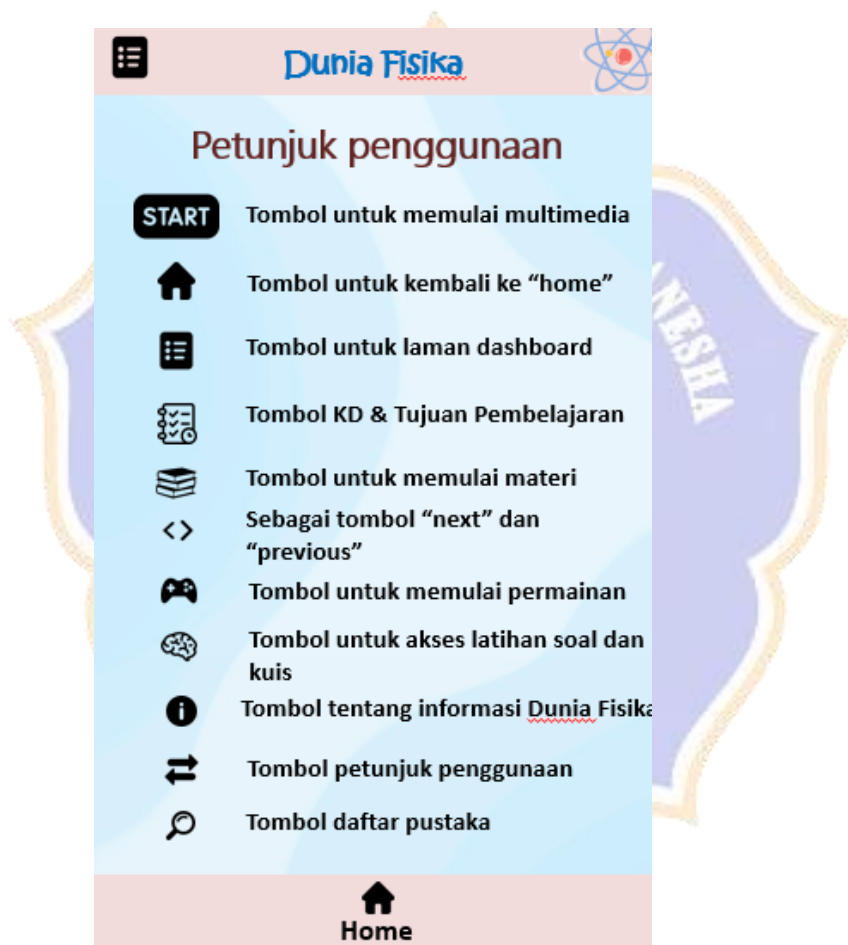 Dunia Fisika
Petunjuk penggunaan
START Tombol untuk memulai multimedia
Tombol untuk kembali ke “home”
Tombol untuk laman dashboard
Tombol KD & Tujuan Pembelajaran
Tombol untuk memulai materi
Sebagai tombol “next” dan
“previous”
Tombol untuk memulai permainan
Tombol untuk akses latihan soal dan
kuis
Tombol tentang informasi Dunia Fisika
Tombol petunjuk penggunaan
Tombol daftar pustaka
Home